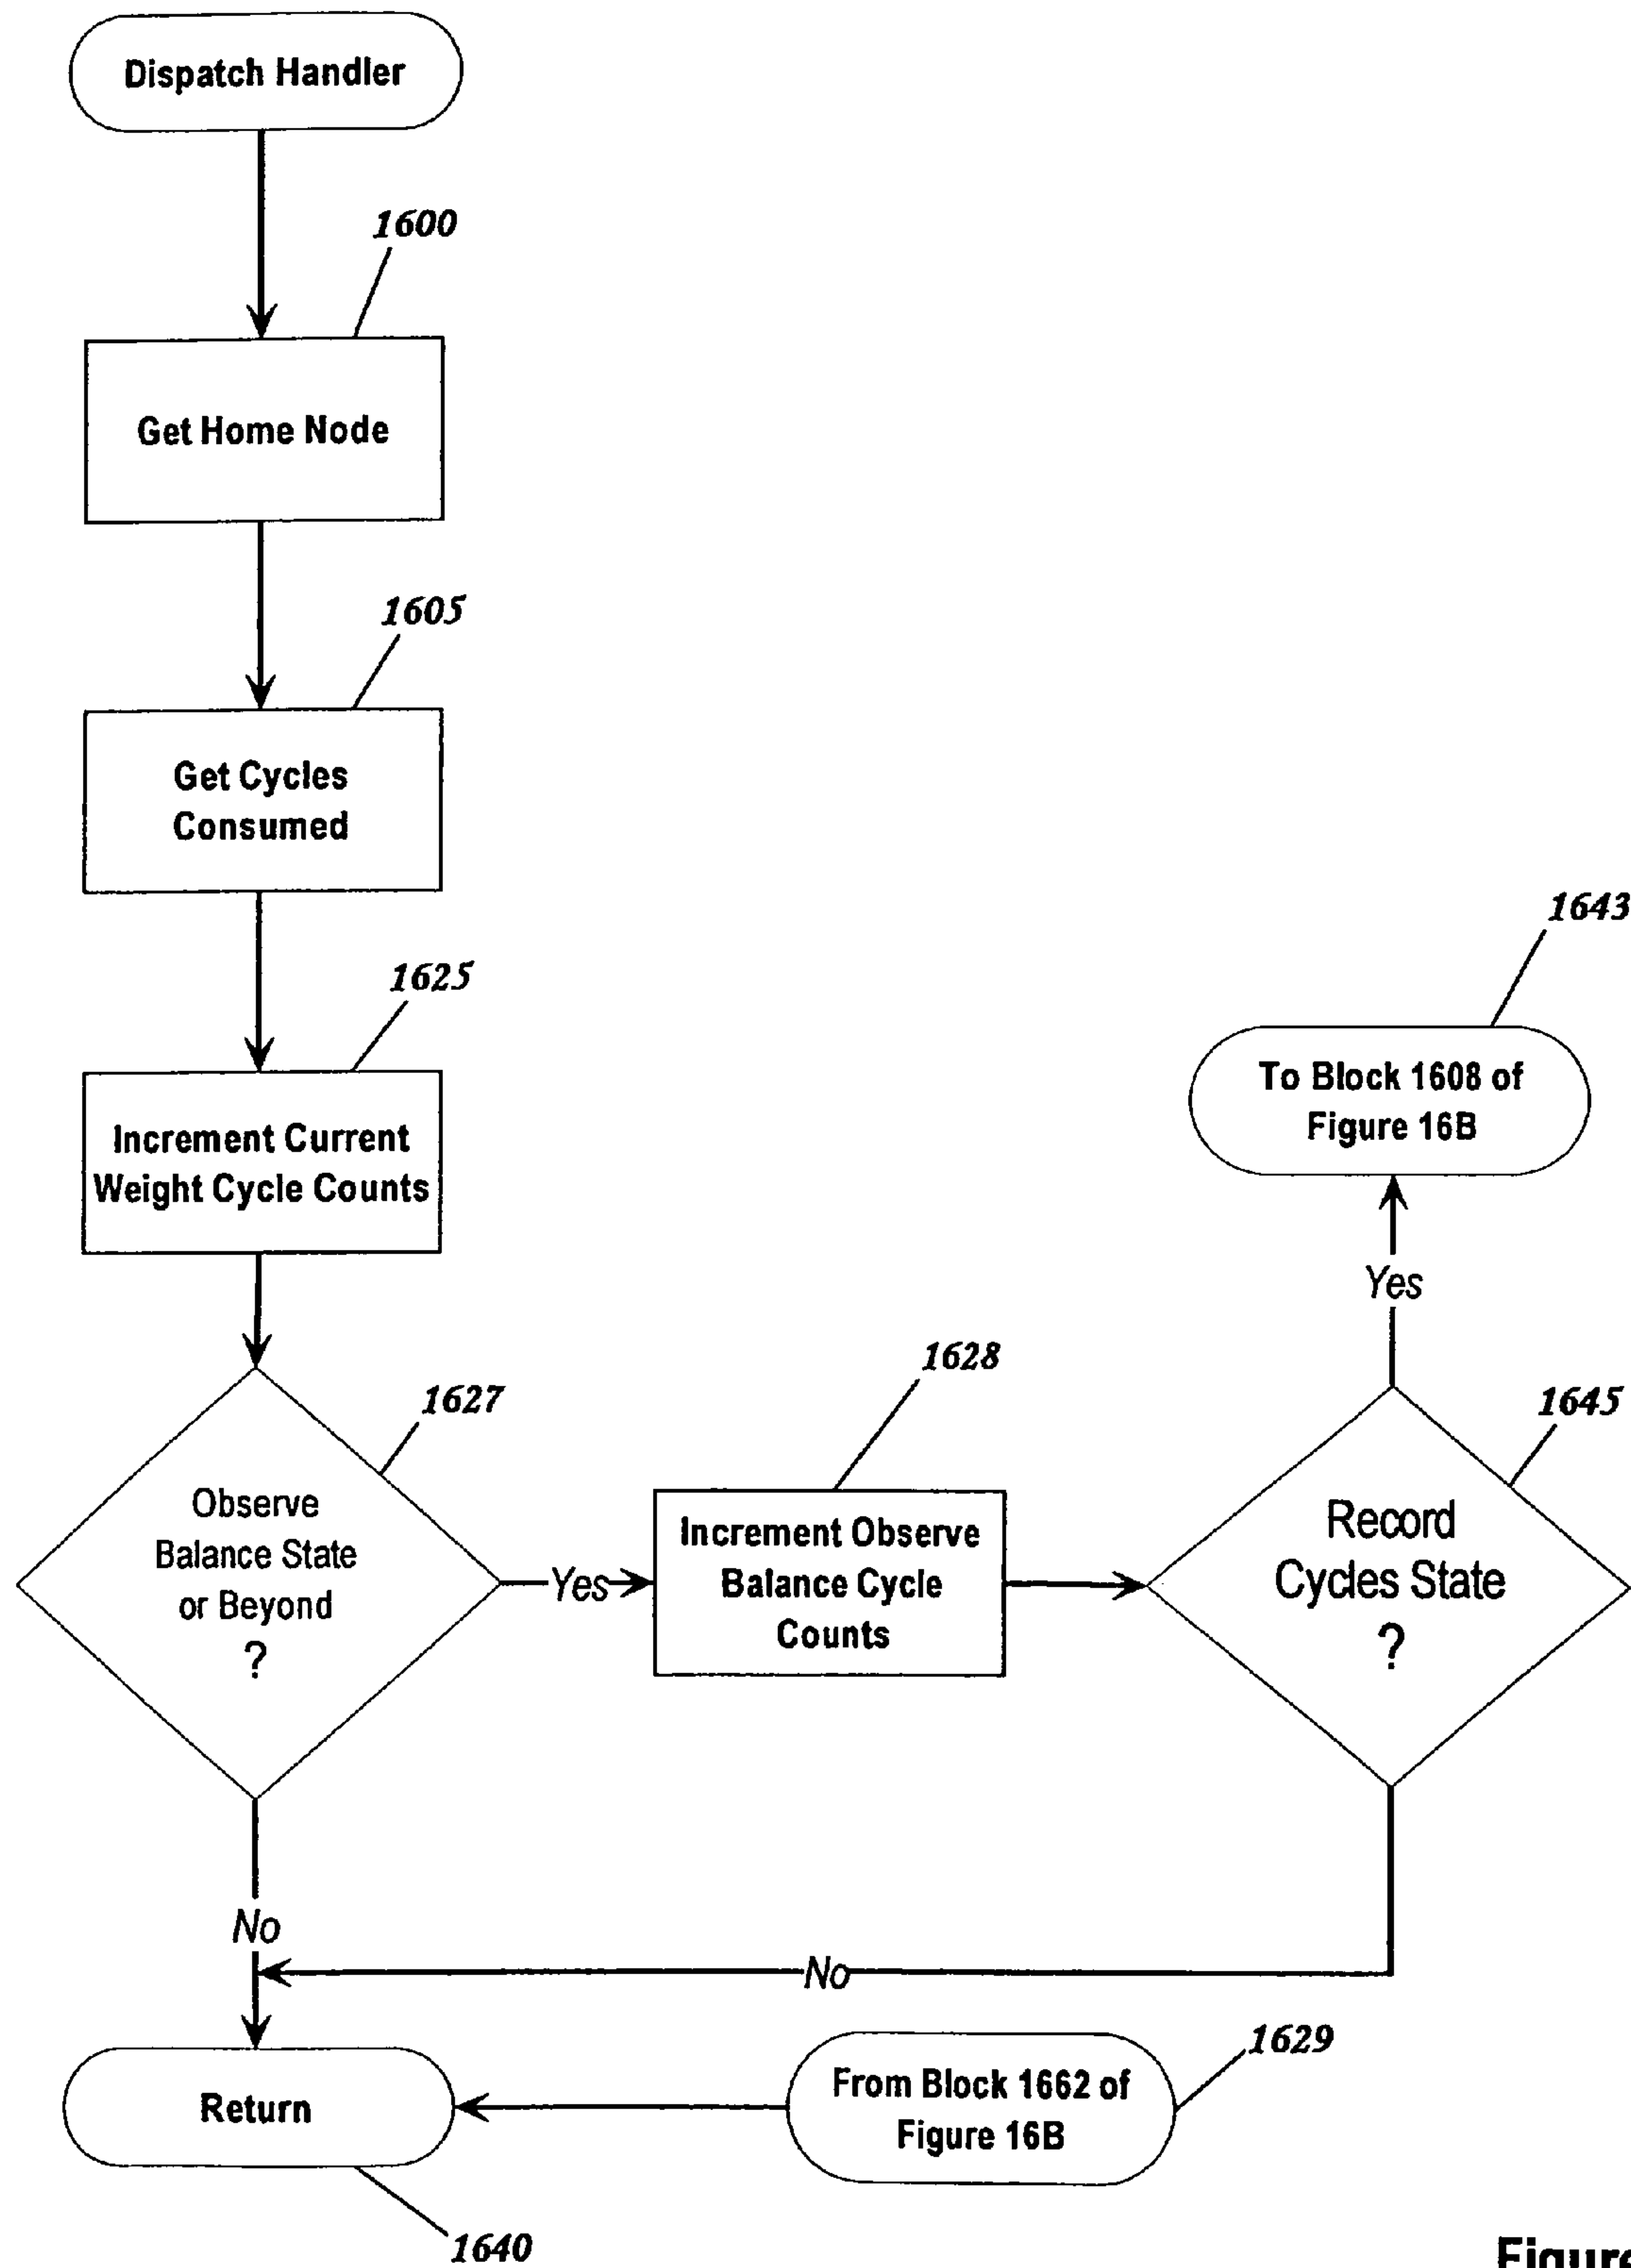 Dispatch Handler
1600
Get Home Node
1605
Get Cycles
Consumed
1625
Increment Current
Weight Cycle Counts
1643
To Block 1608 of
Figure 16B
Yes
1627
Observe
Balance State
or Beyond
?
Yes
1628
Increment Observe
Balance Cycle
Counts
1645
Record
Cycles State
?
No
No
Return
1640
From Block 1662 of
Figure 16B
1629
Figure